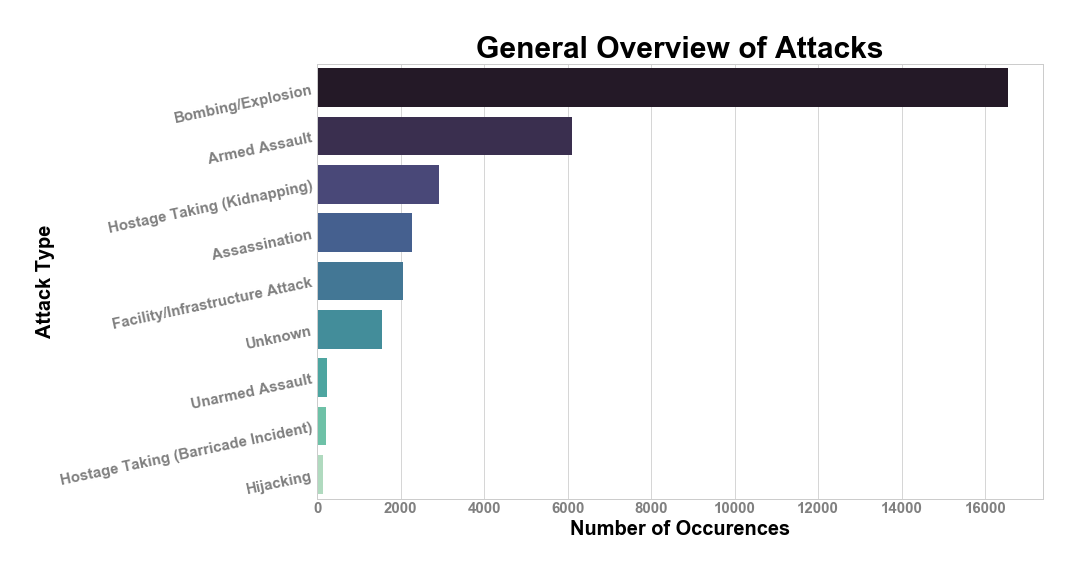 General Overview of Attacks
Attack Type
Bombing/Explosion
Armed Assault
Hostage Taking (Kidnapping)
Assassination
Facility/Infrastructure Attack
Unknown
Unarmed Assault
Hostage Taking (Barricade Incident)
Hijacking
0 2000 4000 6000 8000 10000 12000 14000 16000
Number of Occurences